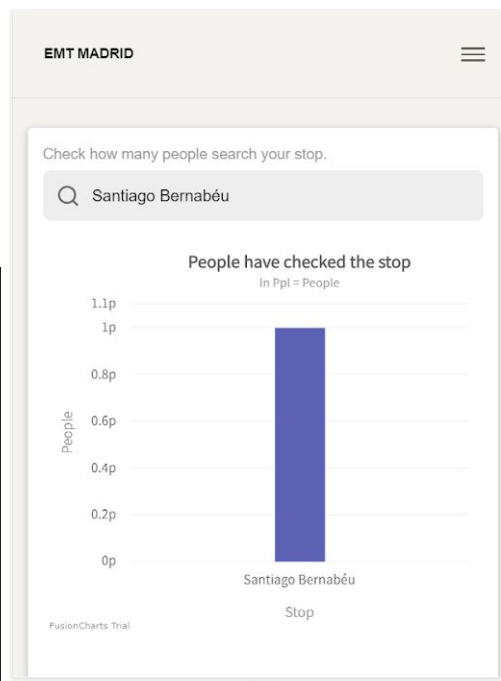 EMT MADRID
Check how many people search your stop.
Santiago Bernabéu
People have checked the stop
In Ppl = People
1.1p
1p
0.8p
0.6p
0.4p
0.2p
0p
People
Santiago Bernabéu
Stop
FusionCharts Trial